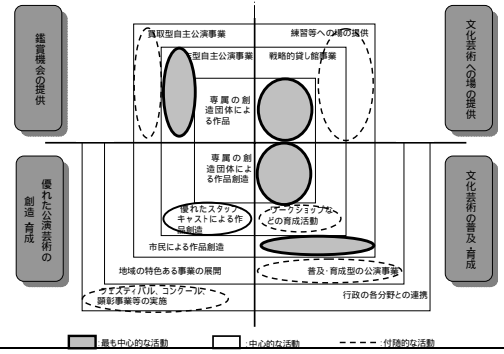 鑑賞機会の提供
買取型自主公演事業
練習等への場の提供
型自主公演事業
戦略的貸し館事業
文化芸術への場の提供
専属の創
造団体によ
る作品
専属の創
造団体によ
る作品創造
優れた公演芸術の
創造・育成
優れたスタッフ
キャストによる作
品創造
ワークショップな
どの育成活動
文化芸術の普及・育成
市民による作品創造
地域の特色ある事業の展開
普及・育成型の公演事業
フェスティバル、コンクール、
顕彰事業等の実施
行政の各分野との連携
:最も中心的な活動
:中心的な活動
:付随的な活動